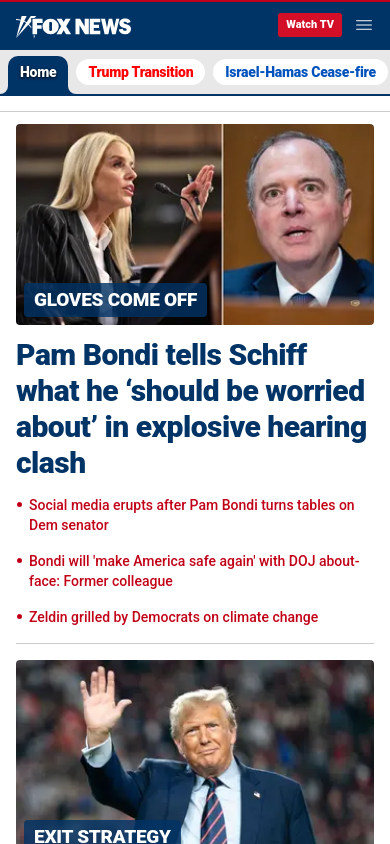 FOX NEWS
Watch TV
Home
Trump Transition
Israel-Hamas Cease-fire
GLOVES COME OFF
Pam Bondi tells Schiff
what he ‘should be worried
about’ in explosive hearing
clash
• Social media erupts after Pam Bondi turns tables on
Dem senator
• Bondi will 'make America safe again' with DOJ about-
face: Former colleague
• Zeldin grilled by Democrats on climate change
EXIT STRATEGY